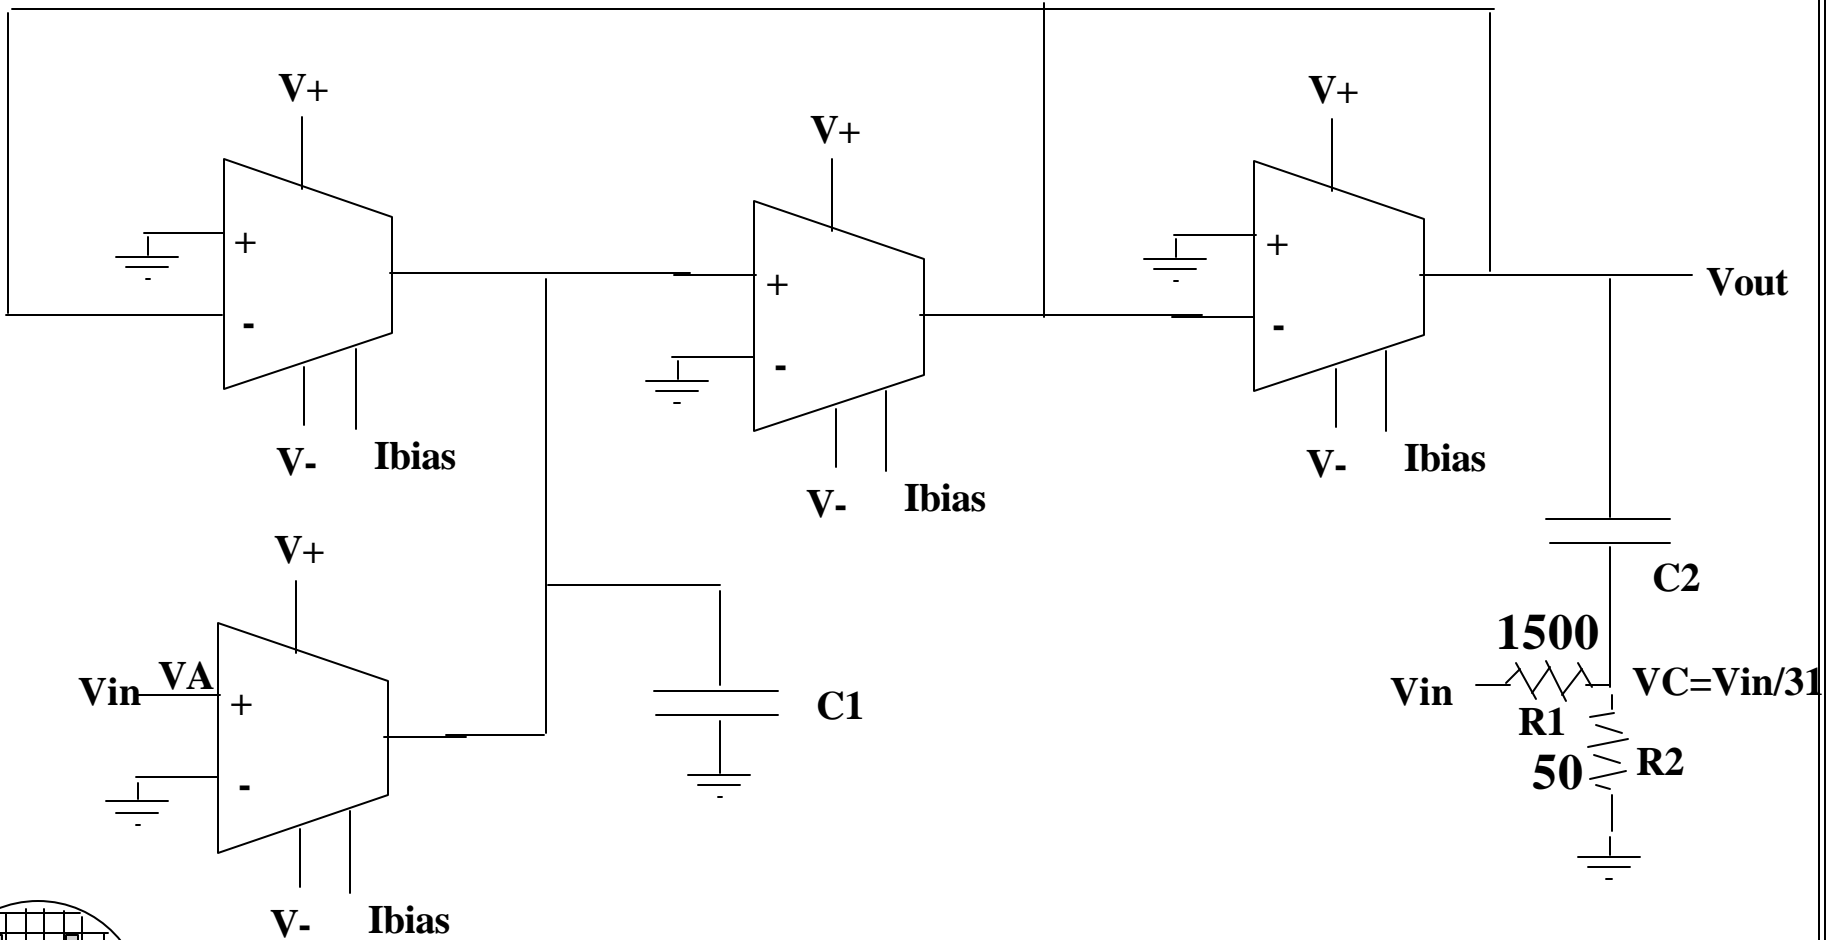 V+
V+
V+
+
-
+
-
+
-
Vout
V-
Ibias
V-
Ibias
V-
Ibias
V+
C2
1500
Vin
VA
+
-
C1
Vin
R1
VC=Vin/31
50
R2
V-
Ibias